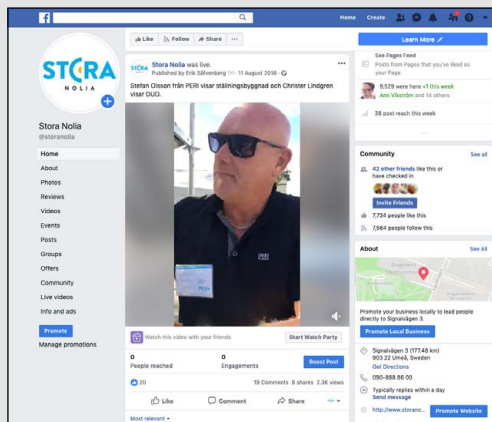 Home Create
Like Follow Share
STORA
NOLIA
Stora Nolia
@storanolia
Home
About
Photos
Reviews
Videos
Events
Posts
Groups
Offers
Community
Live videos
Info and ads
Promote
Manage promotions
Stora Nolia was live.
Published by Erik Sälvenberg
11 August 2018
Stefan Olsson från PERI visar ställningsbyggnad och Christer Lindgren
visar DUO.
PERI
Watch this video with your friends
Start Watch Party
0
People reached
0
Engagements
Boost Post
20
19 Comments 8 shares 2.3K views
Like Comment Share
Most relevant
Learn More
See Pages Feed
Posts from Pages that you've liked as
your Page
9,529 were here +1 this week
Ann Vikström and 14 others
38 post reach this week
Community See all
42 other friends like this or
have checked in
Invite Friends
7,734 people like this
7,564 people follow this
About See All
Promote your business locally to lead people
directly to Signalvägen 3.
Promote Local Business
Signalvägen 3 (177.48 km)
903 22 Umeå, Sweden
Get Directions
090-888 86 00
Typically replies within a day
Send message
http://www.storano...
Promote Website